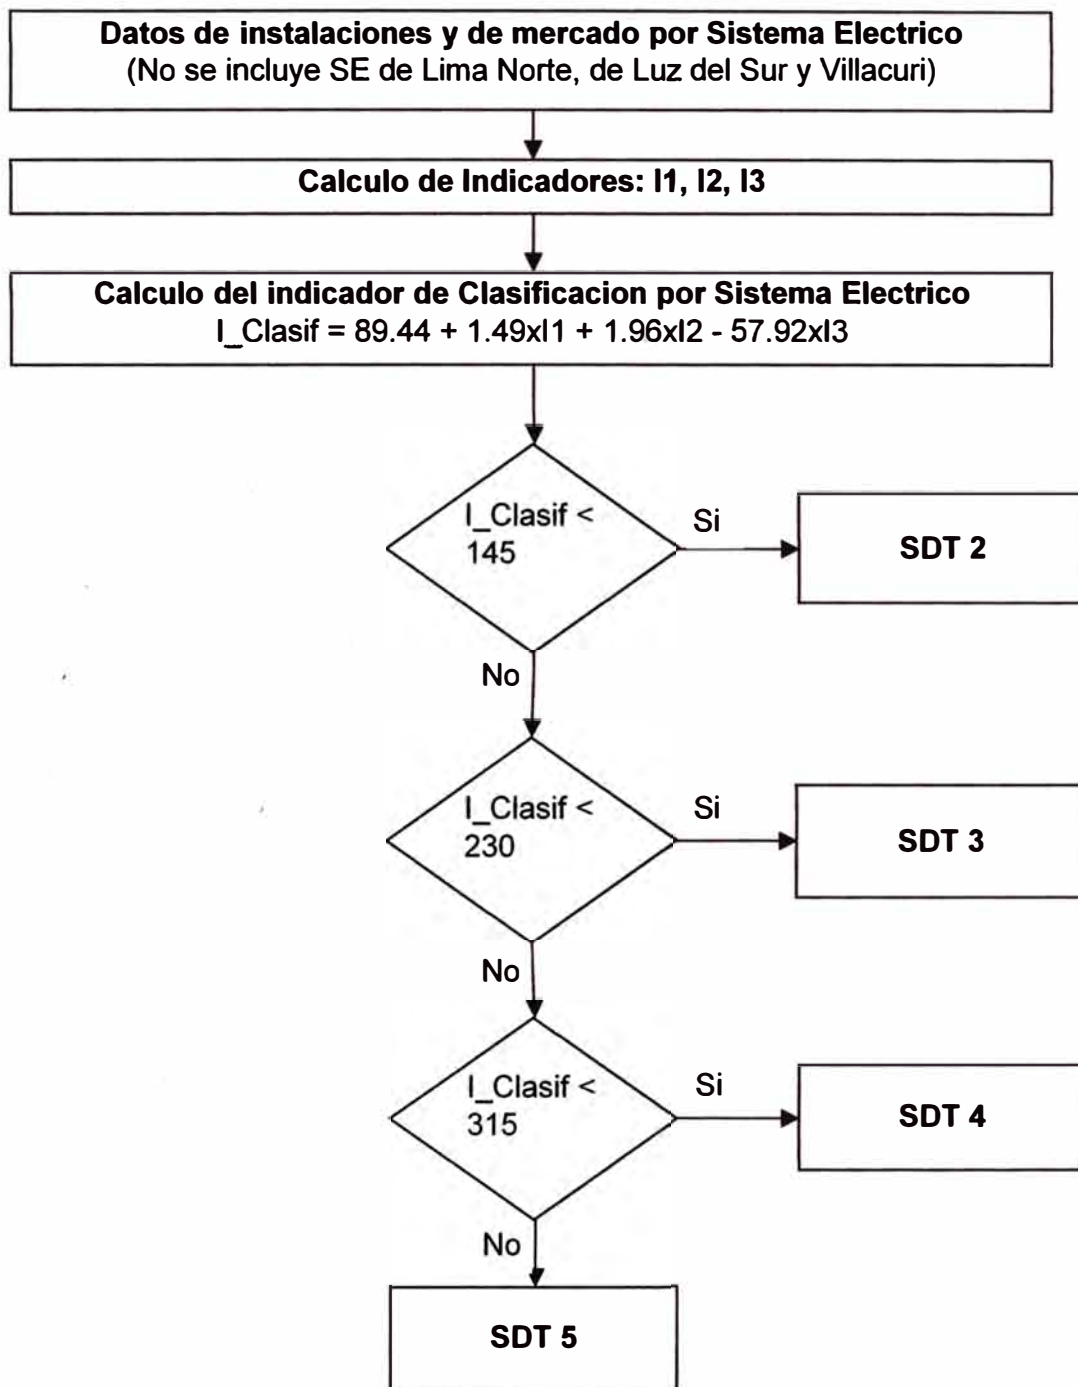 Datos de instalaciones y de mercado por Sistema Electrico
(No se incluye SE de Lima Norte, de Luz del Sur y Villacuri)
Calculo de Indicadores: I1, I2, I3
Calculo del indicador de Clasificacion por Sistema Electrico
I_Clasif = 89.44 + 1.49xI1 + 1.96xI2 - 57.92xI3
I_Clasif <
145
Si
SDT 2
No
I_Clasif <
230
Si
SDT 3
No
I_Clasif <
315
Si
SDT 4
No
SDT 5